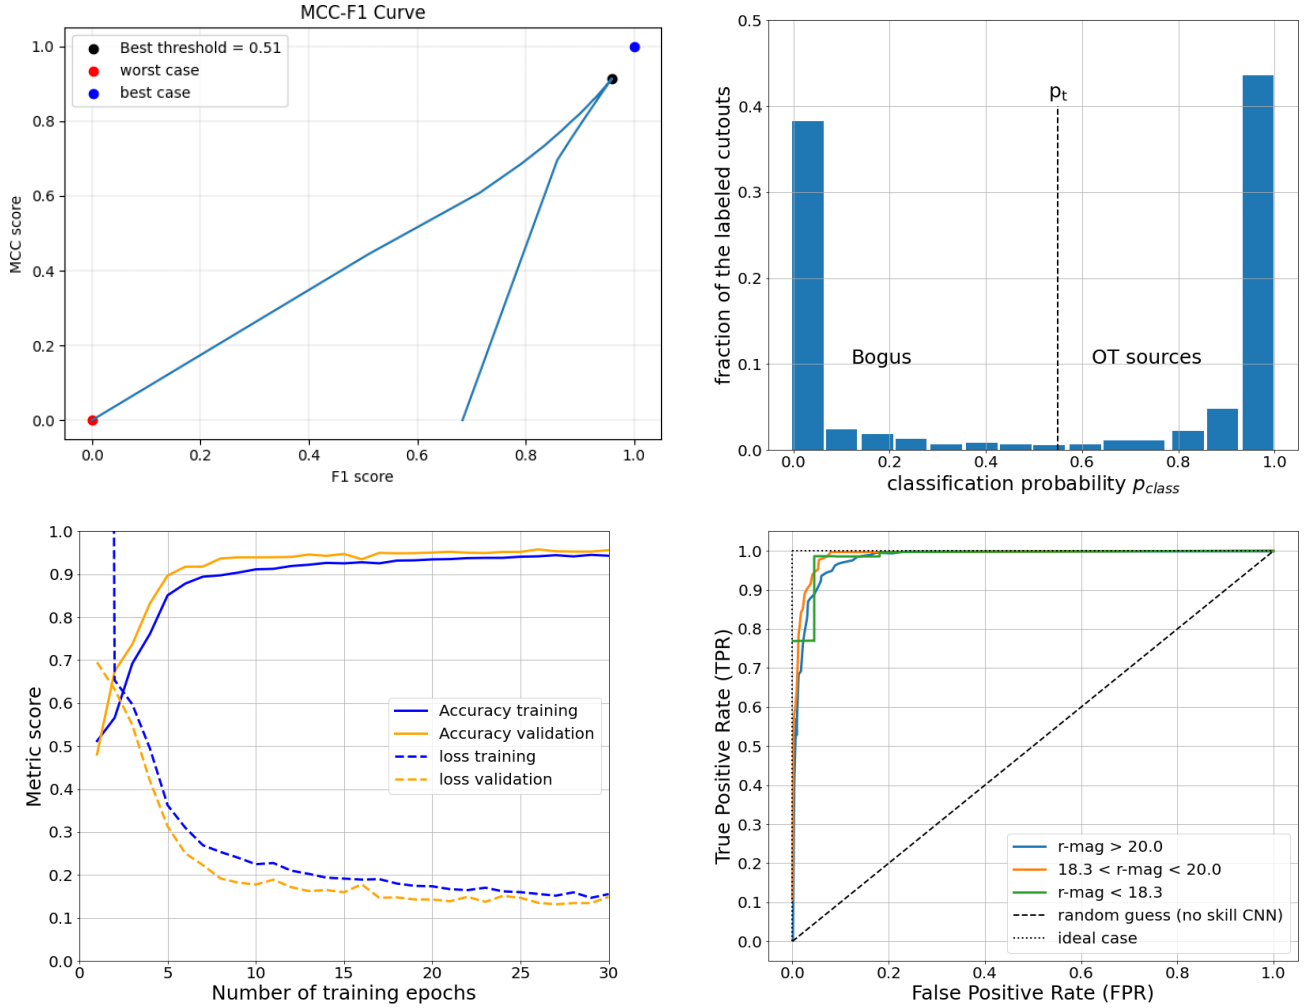 MCC-F1 Curve
Best threshold = 0.51
worst case
best case
1.0
0.8
0.6
0.4
0.2
0.0
MCC score
0.0 0.2 0.4 0.6 0.8 1.0
F1 score
0.5
0.4
0.3
0.2
0.1
0.0
fraction of the labeled cutouts
pt
Bogus
OT sources
0.0 0.2 0.4 0.6 0.8 1.0
classification probability pclass
1.0
0.9
0.8
0.7
0.6
0.5
0.4
0.3
0.2
0.1
0.0
Metric score
Accuracy training
Accuracy validation
loss training
loss validation
0 5 10 15 20 25 30
Number of training epochs
1.0
0.9
0.8
0.7
0.6
0.5
0.4
0.3
0.2
0.1
0.0
True Positive Rate (TPR)
r-mag > 20.0
18.3 < r-mag < 20.0
r-mag < 18.3
random guess (no skill CNN)
ideal case
0.0 0.2 0.4 0.6 0.8 1.0
False Positive Rate (FPR)